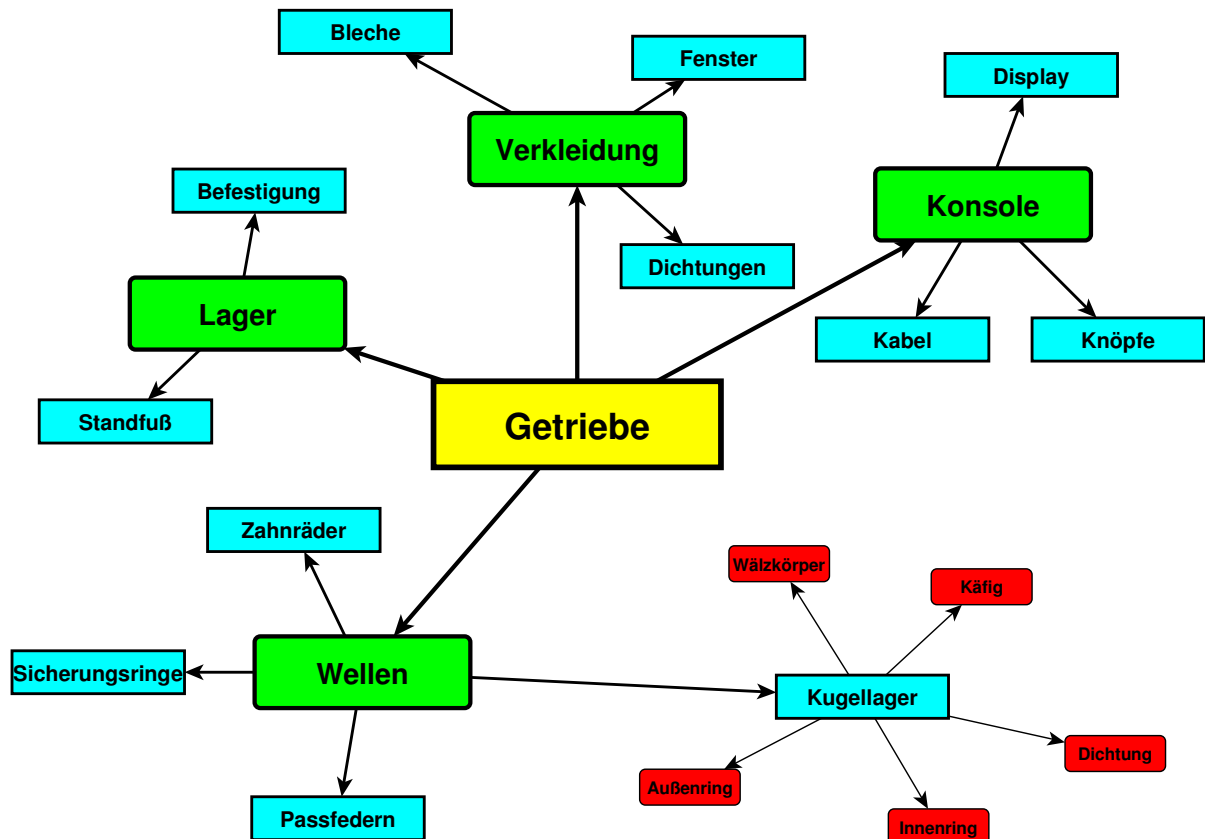 Bleche
Fenster
Display
Verkleidung
Befestigung
Konsole
Dichtungen
Lager
Kabel
Knöpfe
Standfuß
Getriebe
Zahnräder
Wälzkörper
Käfig
Sicherungsringe
Wellen
Kugellager
Dichtung
Außenring
Passfedern
Innenring